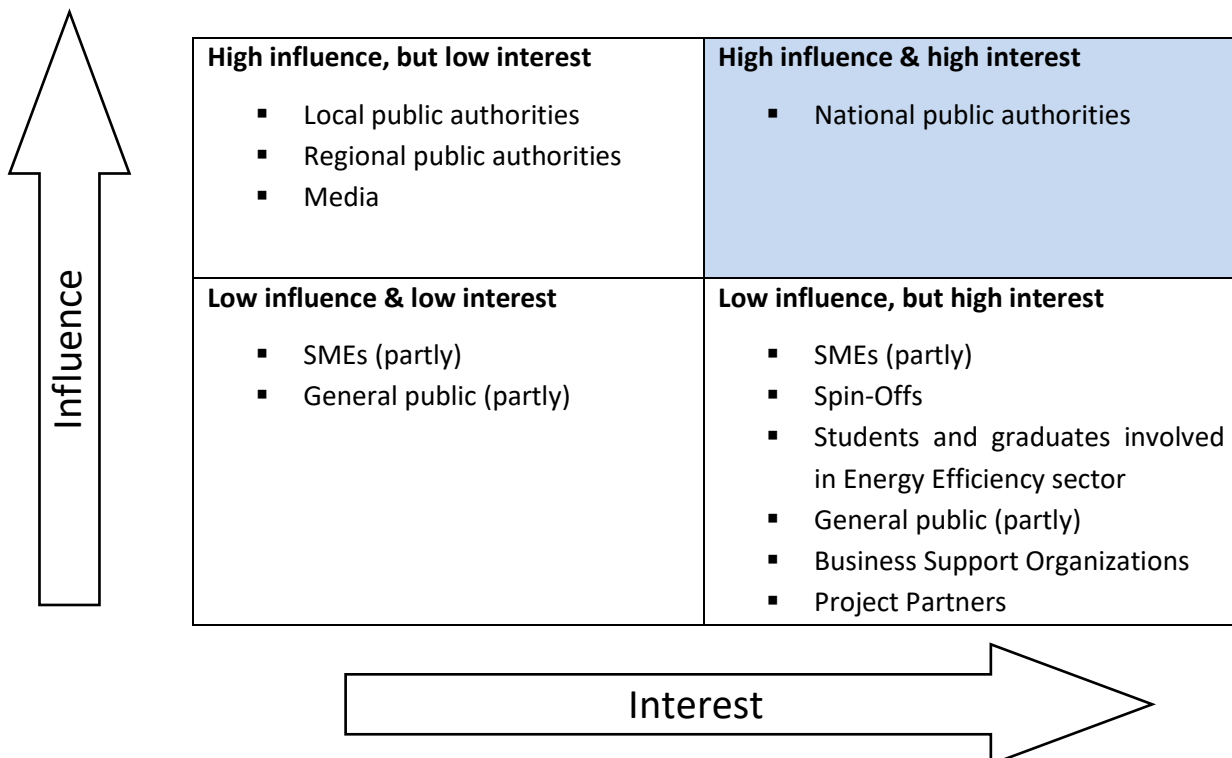 High influence, but low interest
▪ Local public authorities
▪ Regional public authorities
▪ Media
High influence & high interest
▪ National public authorities
Influence
Low influence & low interest
▪ SMEs (partly)
▪ General public (partly)
Low influence, but high interest
▪ SMEs (partly)
▪ Spin-Offs
▪ Students and graduates involved
in Energy Efficiency sector
▪ General public (partly)
▪ Business Support Organizations
▪ Project Partners
Interest